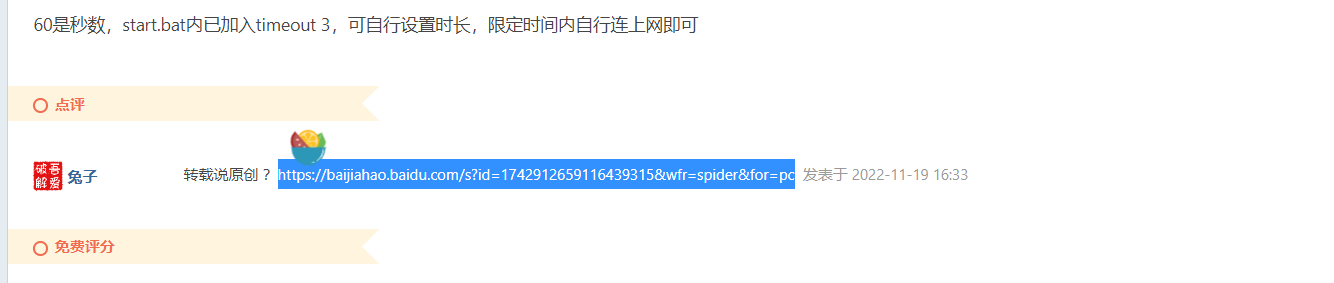 60是秒数，start.bat内已加入timeout 3，可自行设置时长，限定时间内自行连上网即可
点评
吾爱破解 兔子 转载说原创？ https://baijiahao.baidu.com/s?id=1742912659116439315&wfr=spider&for=pc 发表于 2022-11-19 16:33
免费评分